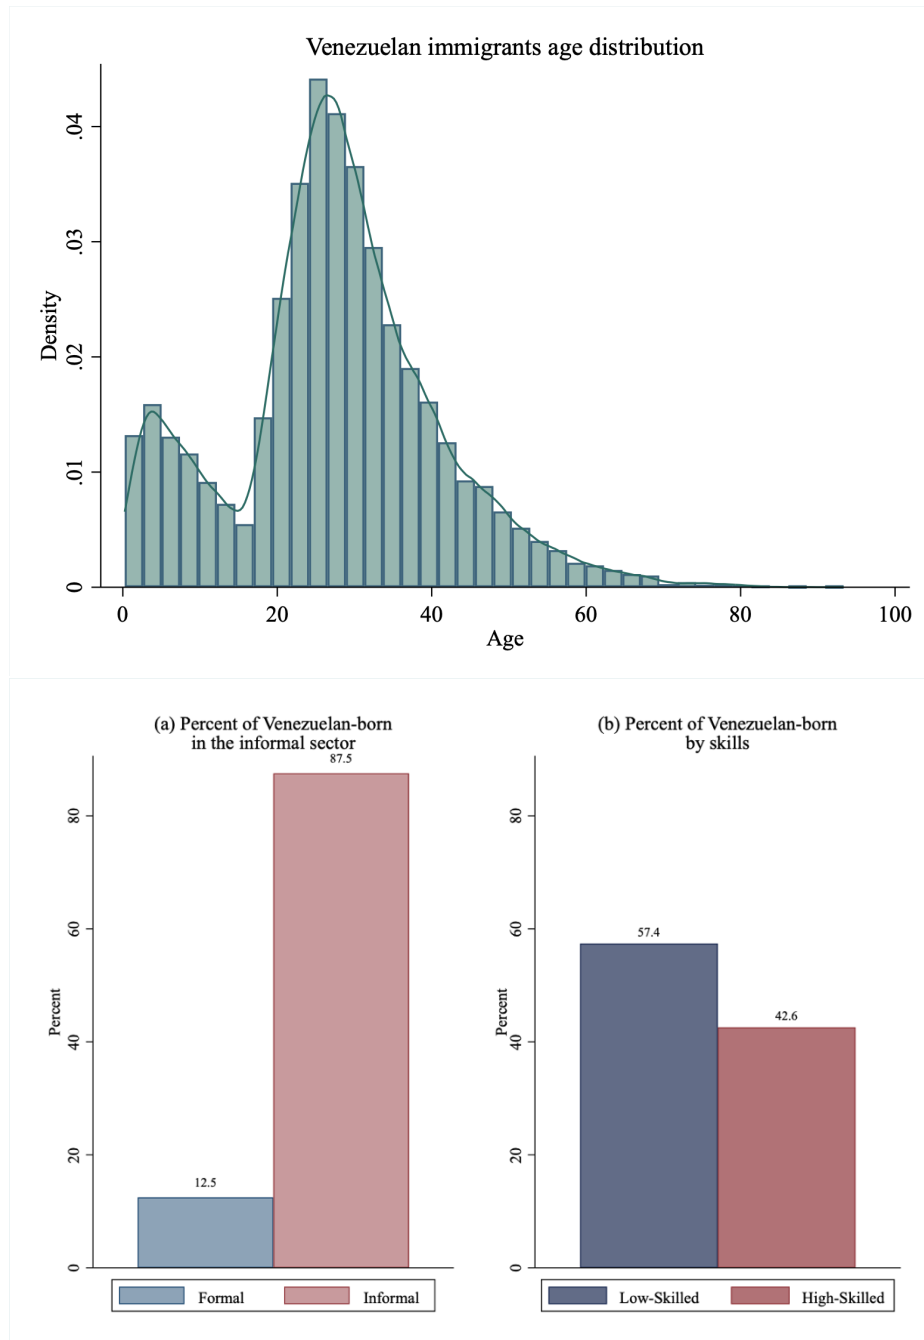 Venezuelan immigrants age distribution
Density
.04
.03
.02
.01
0
0 20 40 60 80 100
Age
(a) Percent of Venezuelan-born
in the informal sector
87.5
12.5
Percent
80
60
40
20
0
Formal Informal
(b) Percent of Venezuelan-born
by skills
57.4
42.6
Percent
80
60
40
20
0
Low-Skilled High-Skilled